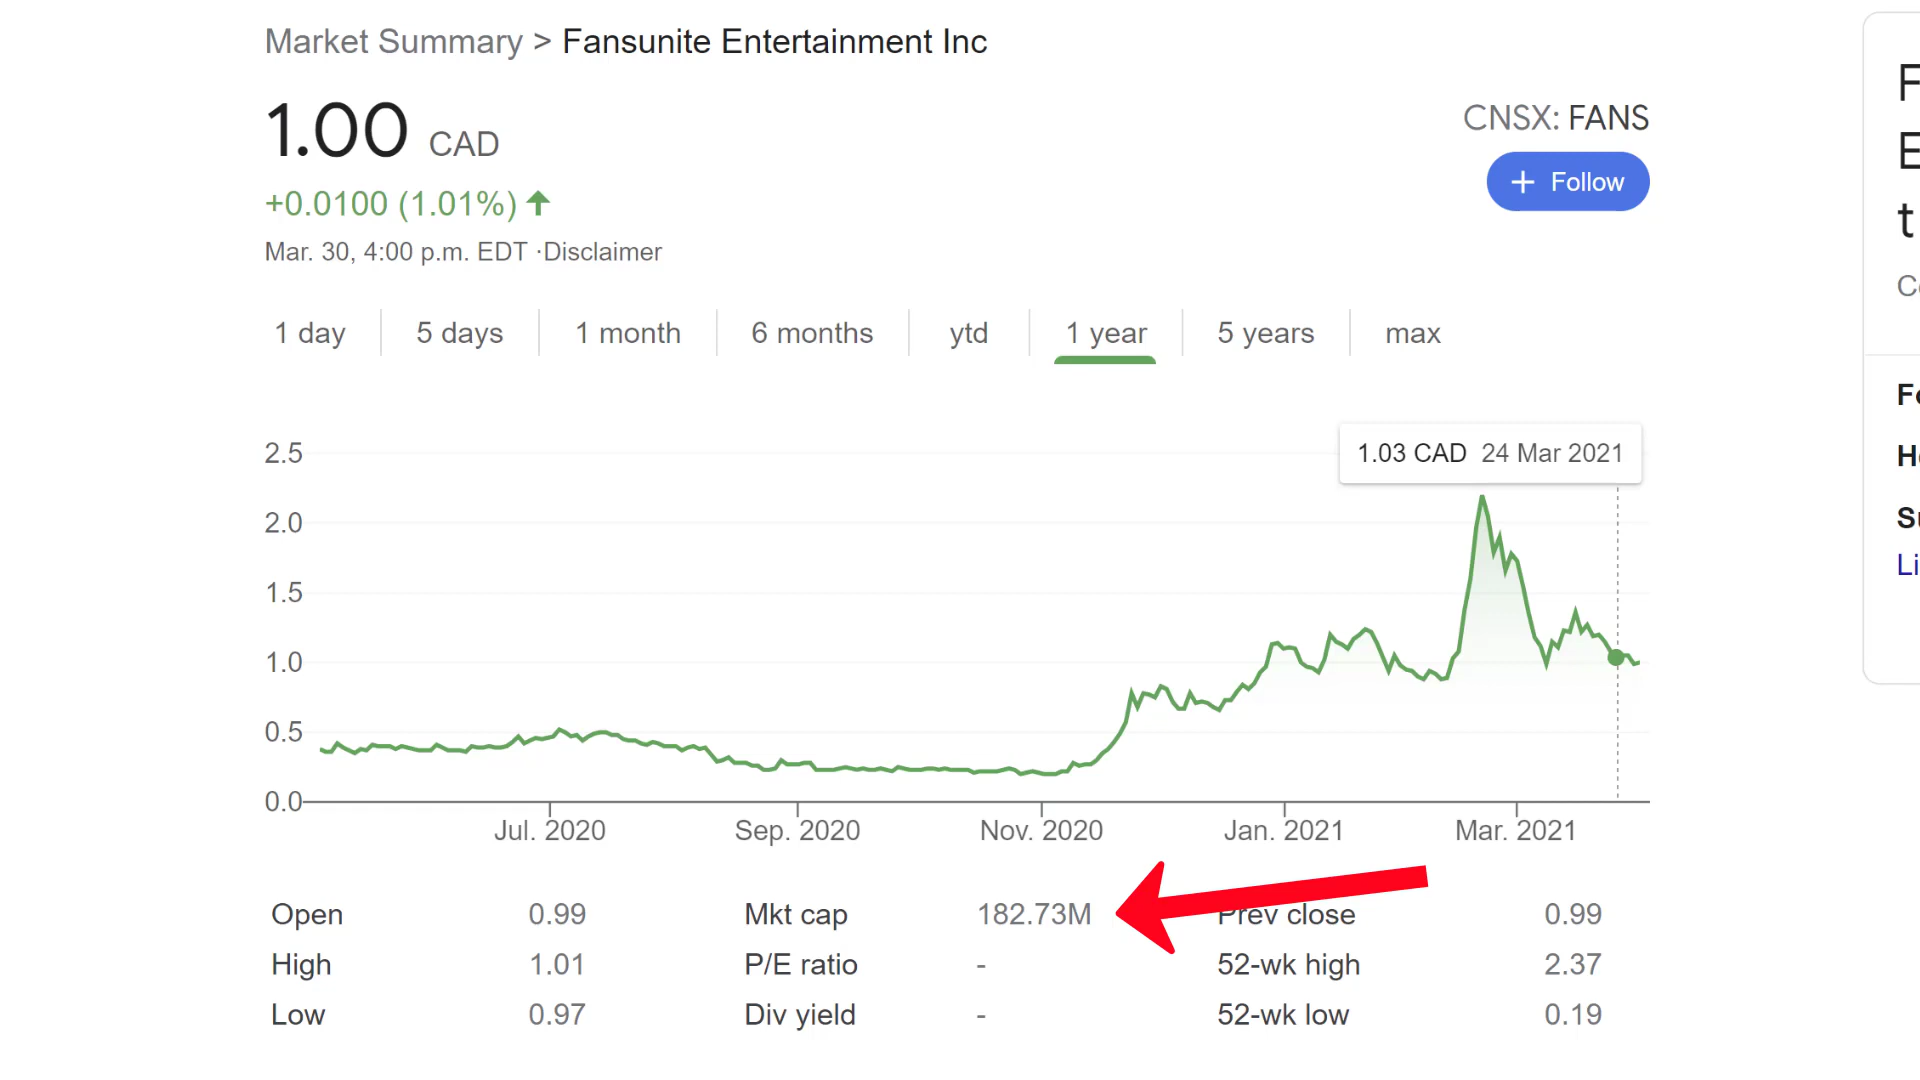 Market Summary > Fansunite Entertainment Inc
1.00 CAD
CNSX: FANS
+ Follow
+0.0100 (1.01%)
Mar. 30, 4:00 p.m. EDT ·Disclaimer
1 day 5 days 1 month 6 months ytd 1 year 5 years max
1.03 CAD 24 Mar 2021
2.5
2.0
1.5
1.0
0.5
0.0
Jul. 2020 Sep. 2020 Nov. 2020 Jan. 2021 Mar. 2021
Open 0.99 Mkt cap 182.73M Prev close 0.99
High 1.01 P/E ratio - 52-wk high 2.37
Low 0.97 Div yield - 52-wk low 0.19